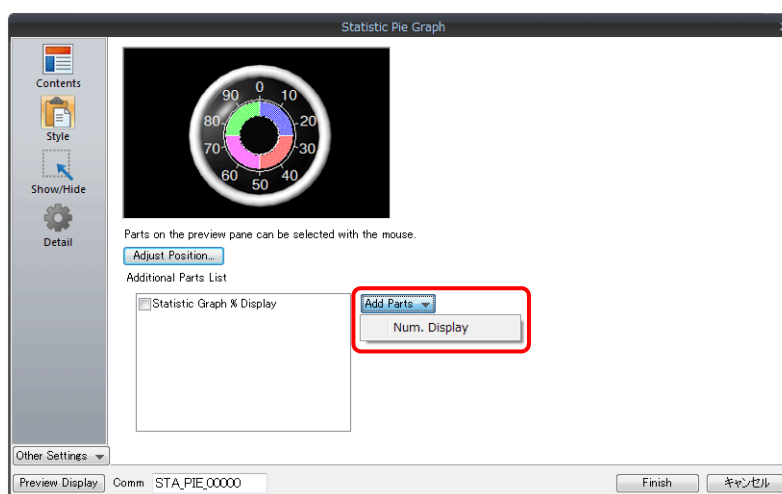 Statistic Pie Graph
Contents
Style
Show/Hide
Detail
0
10
20
30
40
50
60
70
80
90
Parts on the preview pane can be selected with the mouse.
Adjust Position...
Additional Parts List
Statistic Graph % Display
Add Parts
Num. Display
Other Settings
Preview Display
Comm STA_PIE_00000
Finish
キャンセル